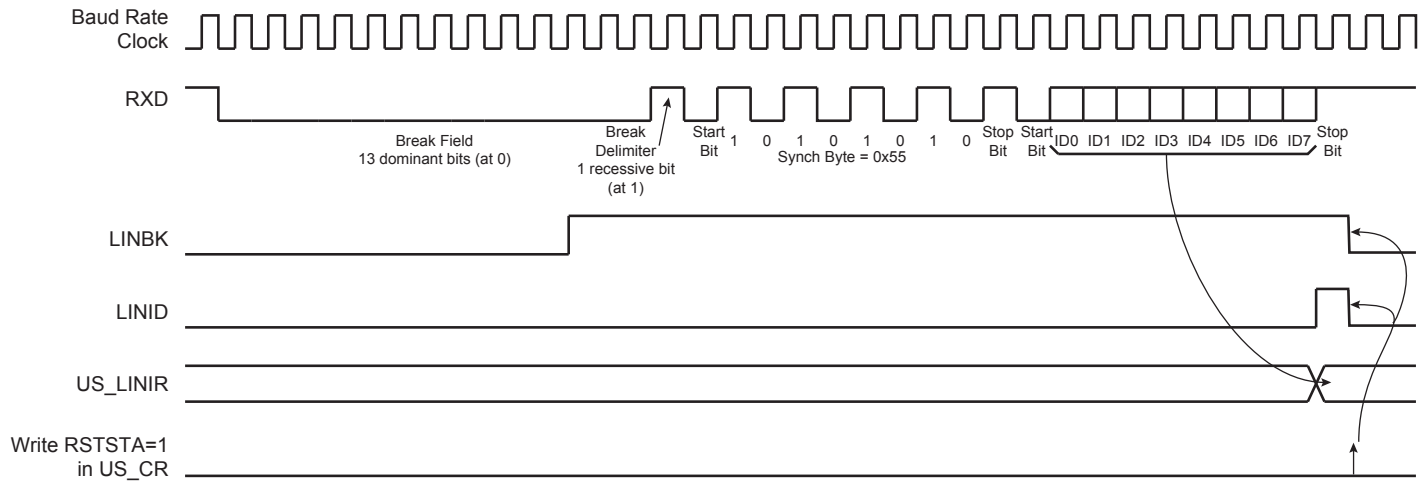 Baud Rate
Clock
RXD
Break Field
13 dominant bits (at 0)
Break
Delimiter
1 recessive bit
(at 1)
Start
Bit
1 0 1 0 1 0 1 0
Synch Byte = 0x55
Stop
Bit
Start
Bit
ID0 ID1 ID2 ID3 ID4 ID5 ID6 ID7
Stop
Bit
LINBK
LINID
US_LINIR
Write RSTSTA=1
in US_CR